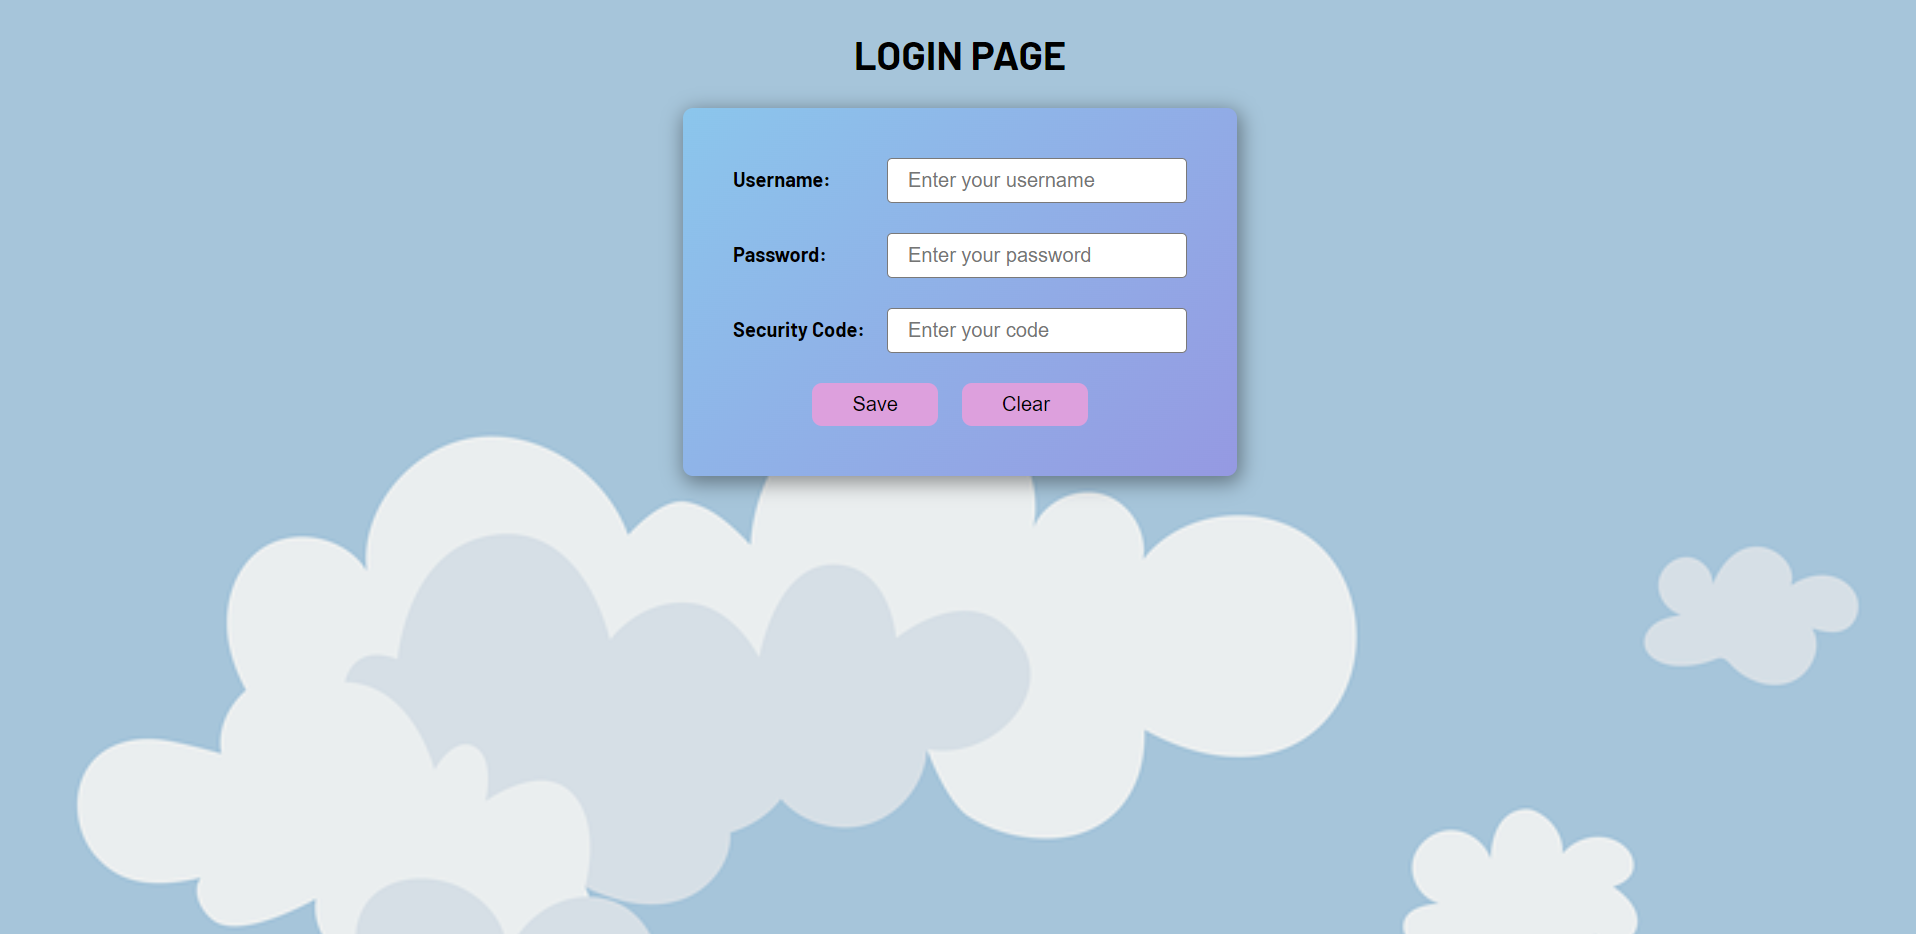 LOGIN PAGE
Username: Enter your username
Password: Enter your password
Security Code: Enter your code
Save Clear